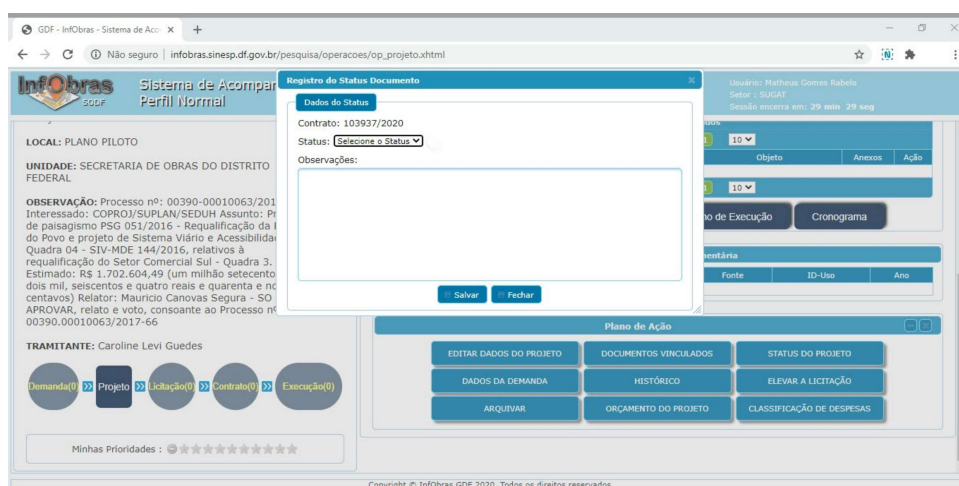 GDF - InfObras - Sistema de Aco
Não seguro | infobras.sinesp.df.gov.br/pesquisa/operacoes/op_projeto.xhtml
InfObras
SODF
Sistema de Acompar
Perfil Normal
Usuário: Matheus Gomes Rabelo
Setor : SUGAT
Sessão encerra em: 29 min 29 seg
Registro do Status Documento
Dados do Status
Contrato: 103937/2020
Status: Selecione o Status
Observações:
Salvar
Fechar
LOCAL: PLANO PILOTO
UNIDADE: SECRETARIA DE OBRAS DO DISTRITO
FEDERAL
OBSERVAÇÃO: Processo nº: 00390-00010063/201
Interessado: COPROJ/SUPLAN/SEDUH Assunto: Pr
de paisagismo PSG 051/2016 - Requalificação da
do Povo e projeto de Sistema Viário e Acessibilida
Quadra 04 - SIV-MDE 144/2016, relativos à
requalificação do Setor Comercial Sul - Quadra 3.
Estimado: R$ 1.702.604,49 (um milhão setecento
dois mil, seiscentos e quatro reais e quarenta e no
centavos) Relator: Mauricio Canovas Segura - SO
APROVAR, relato e voto, consoante ao Processo nº
00390.00010063/2017-66
TRAMITANTE: Caroline Levi Guedes
Demanda(0) Projeto Licitação(0) Contrato(0) Execução(0)
Minhas Prioridades :
10
Objeto Anexos Ação
10
o de Execução
Cronograma
entária
Fonte ID-Uso Ano
Plano de Ação
EDITAR DADOS DO PROJETO DOCUMENTOS VINCULADOS STATUS DO PROJETO
DADOS DA DEMANDA HISTÓRICO ELEVAR A LICITAÇÃO
ARQUIVAR ORÇAMENTO DO PROJETO CLASSIFICAÇÃO DE DESPESAS
Copyright © InfObras GDF 2020. Todos os direitos reservados